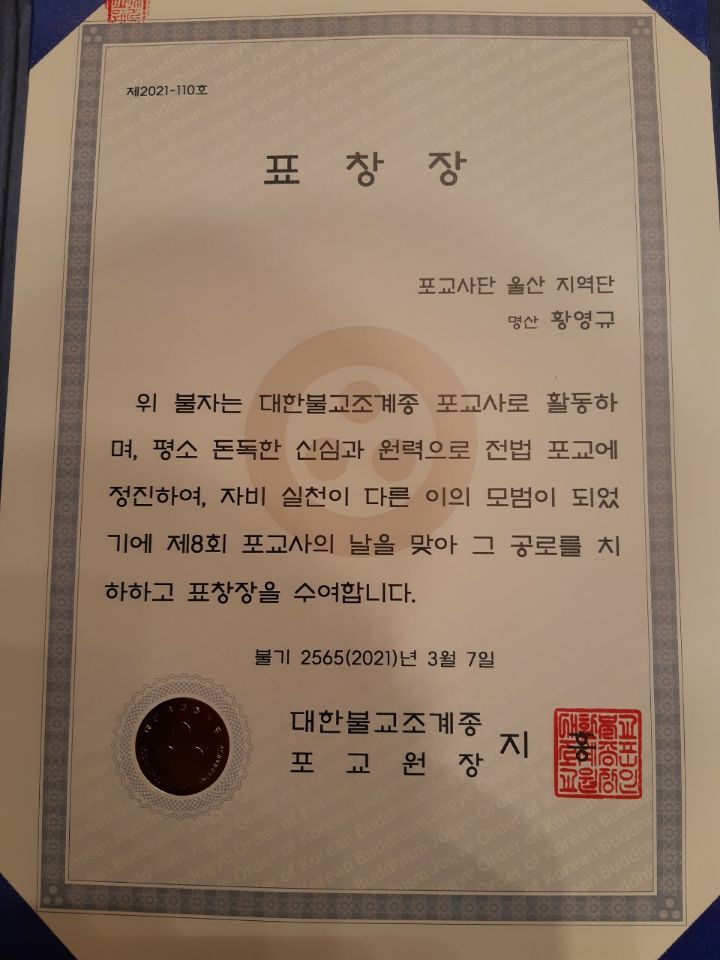 제2021-110호
표 창 장
포교사단 울산 지역단
명산 황영규
위 불자는 대한불교조계종 포교사로 활동하
며, 평소 돈독한 신심과 원력으로 전법 포교에
정진하여, 자비 실천이 다른 이의 모범이 되었
기에 제8회 포교사의 날을 맞아 그 공로를 치
하하고 표창장을 수여합니다.
불기 2565(2021)년 3월 7일
대한불교조계종
포 교 원 장 지 홍
Jogye Order of Korean Buddhism